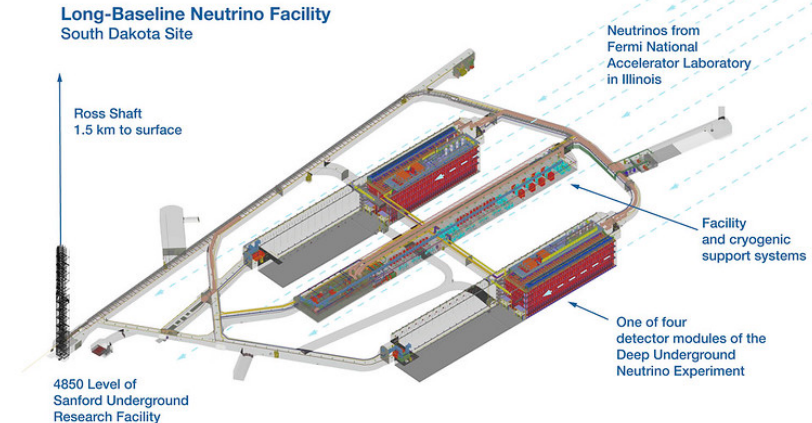 Long-Baseline Neutrino Facility
South Dakota Site
Neutrinos from
Fermi National
Accelerator Laboratory
in Illinois
Ross Shaft
1.5 km to surface
Facility
and cryogenic
support systems
One of four
detector modules of the
Deep Underground
Neutrino Experiment
4850 Level of
Sanford Underground
Research Facility